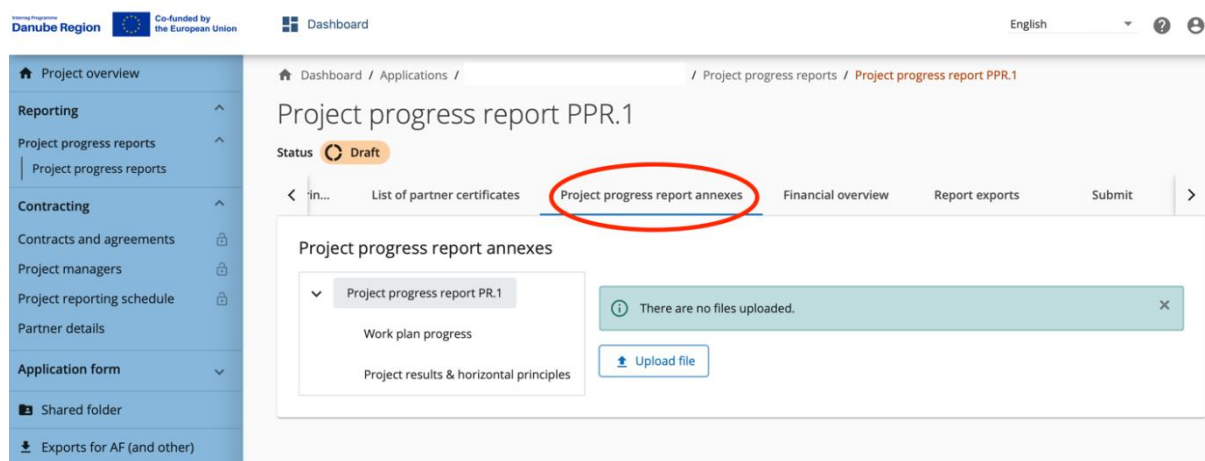 Interreg Programme
Danube Region
Co-funded by
the European Union
Dashboard
English
Project overview
Reporting
Project progress reports
Project progress reports
Contracting
Contracts and agreements
Project managers
Project reporting schedule
Partner details
Application form
Shared folder
Exports for AF (and other)
Dashboard / Applications / / Project progress reports / Project progress report PPR.1
Project progress report PPR.1
Status Draft
in... List of partner certificates Project progress report annexes Financial overview Report exports Submit
Project progress report annexes
Project progress report PR.1
Work plan progress
Project results & horizontal principles
There are no files uploaded.
Upload file